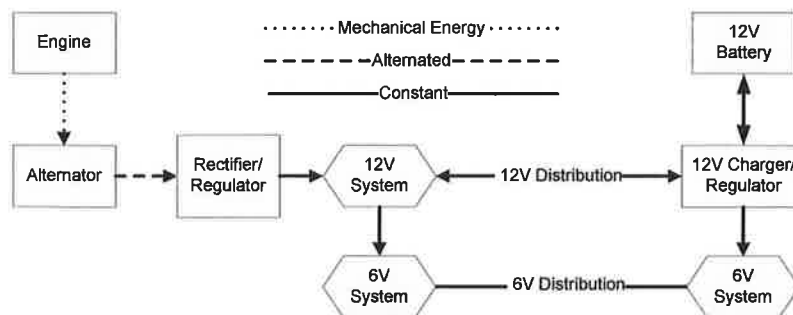 Engine
Mechanical Energy
Alternated
Constant
12V
Battery
Alternator
Rectifier/
Regulator
12V
System
12V Distribution
12V Charger/
Regulator
6V
System
6V Distribution
6V
System